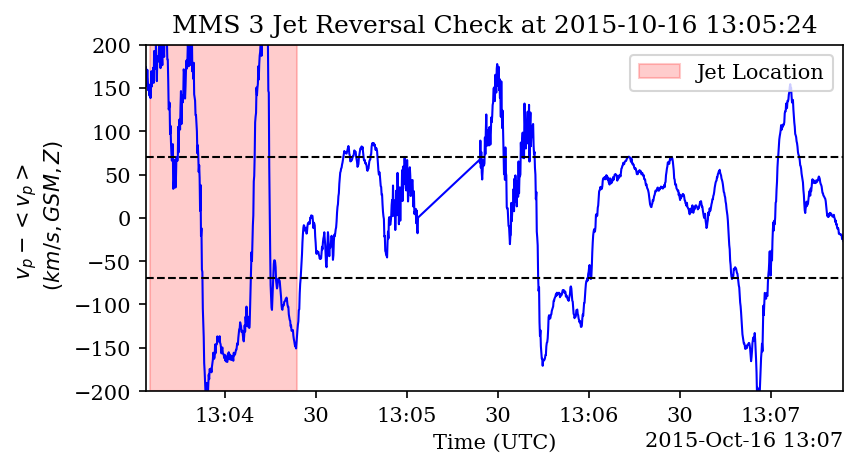 MMS 3 Jet Reversal Check at 2015-10-16 13:05:24
Jet Location
200
150
100
50
0
−50
−100
−150
−200
v_p − < v_p >
(km/s, GSM, Z)
13:04 30 13:05 30 13:06 30 13:07
Time (UTC)
2015-Oct-16 13:07